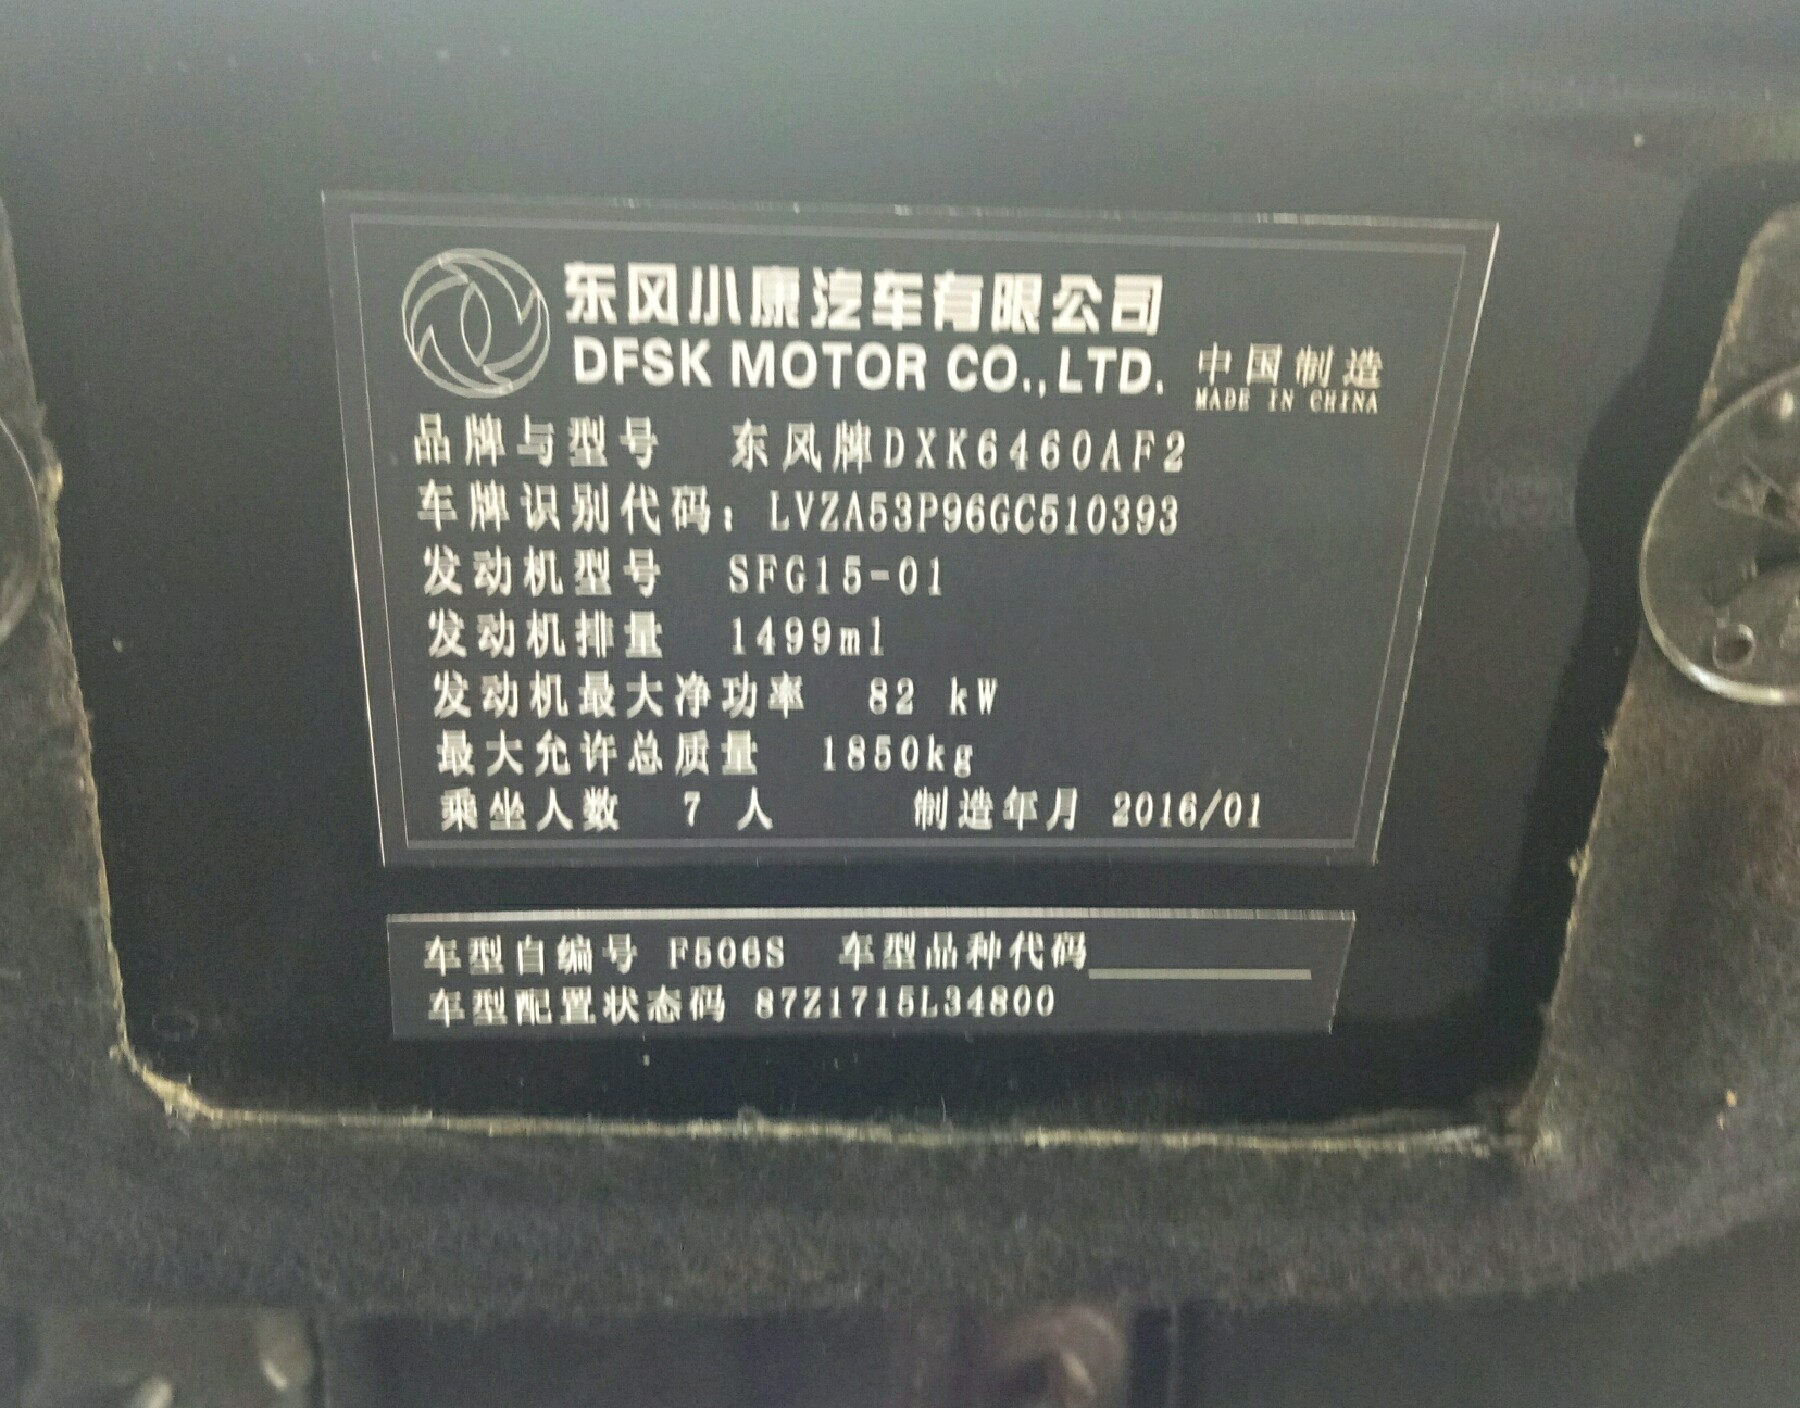 东风小康汽车有限公司
DFSK MOTOR CO.,LTD.
中国制造
MADE IN CHINA
品牌与型号 东风牌DXK6460AF2
车牌识别代码：LVZA53P96GC510393
发动机型号 SFG15-01
发动机排量 1499ml
发动机最大净功率 82 kW
最大允许总质量 1850kg
乘坐人数 7 人 制造年月 2016/01
车型自编号 F506S 车型品种代码
车型配置状态码 87Z1715L34800